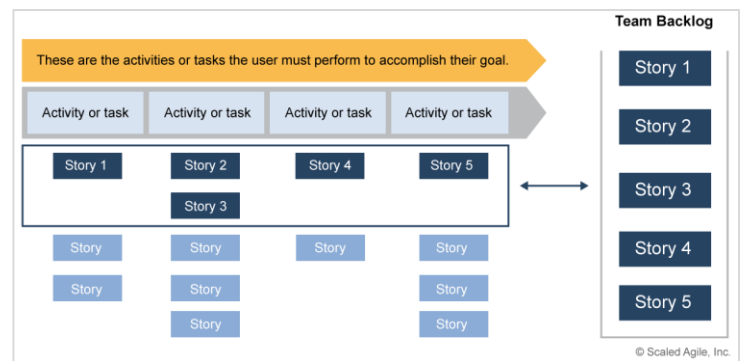 Team Backlog
These are the activities or tasks the user must perform to accomplish their goal.
Activity or task
Activity or task
Activity or task
Activity or task
Story 1
Story 2
Story 4
Story 5
Story 3
Story
Story
Story
Story
Story
Story
Story
Story
Story
Story 1
Story 2
Story 3
Story 4
Story 5
© Scaled Agile, Inc.